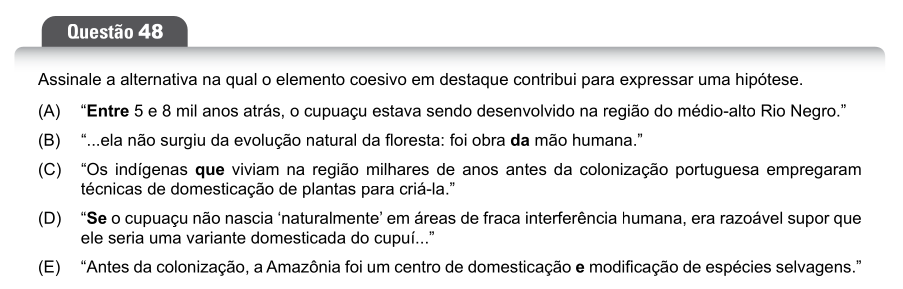 Questão 48
Assinale a alternativa na qual o elemento coesivo em destaque contribui para expressar uma hipótese.
(A) “Entre 5 e 8 mil anos atrás, o cupuaçu estava sendo desenvolvido na região do médio-alto Rio Negro.”
(B) “...ela não surgiu da evolução natural da floresta: foi obra da mão humana.”
(C) “Os indígenas que viviam na região milhares de anos antes da colonização portuguesa empregaram
técnicas de domesticação de plantas para criá-la.”
(D) “Se o cupuaçu não nascia ‘naturalmente’ em áreas de fraca interferência humana, era razoável supor que
ele seria uma variante domesticada do cupuí...”
(E) “Antes da colonização, a Amazônia foi um centro de domesticação e modificação de espécies selvagens.”